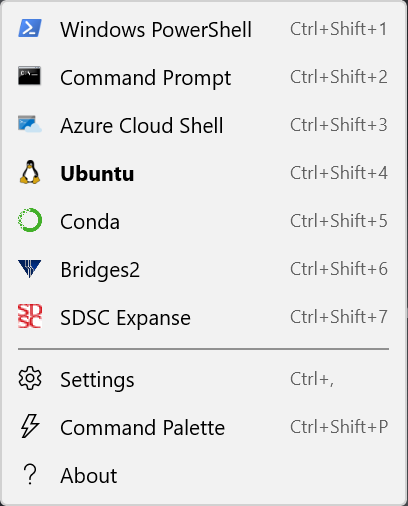 Windows PowerShell Ctrl+Shift+1
Command Prompt Ctrl+Shift+2
Azure Cloud Shell Ctrl+Shift+3
Ubuntu Ctrl+Shift+4
Conda Ctrl+Shift+5
Bridges2 Ctrl+Shift+6
SDSC SDSC Expanse Ctrl+Shift+7
Settings Ctrl+,
Command Palette Ctrl+Shift+P
? About